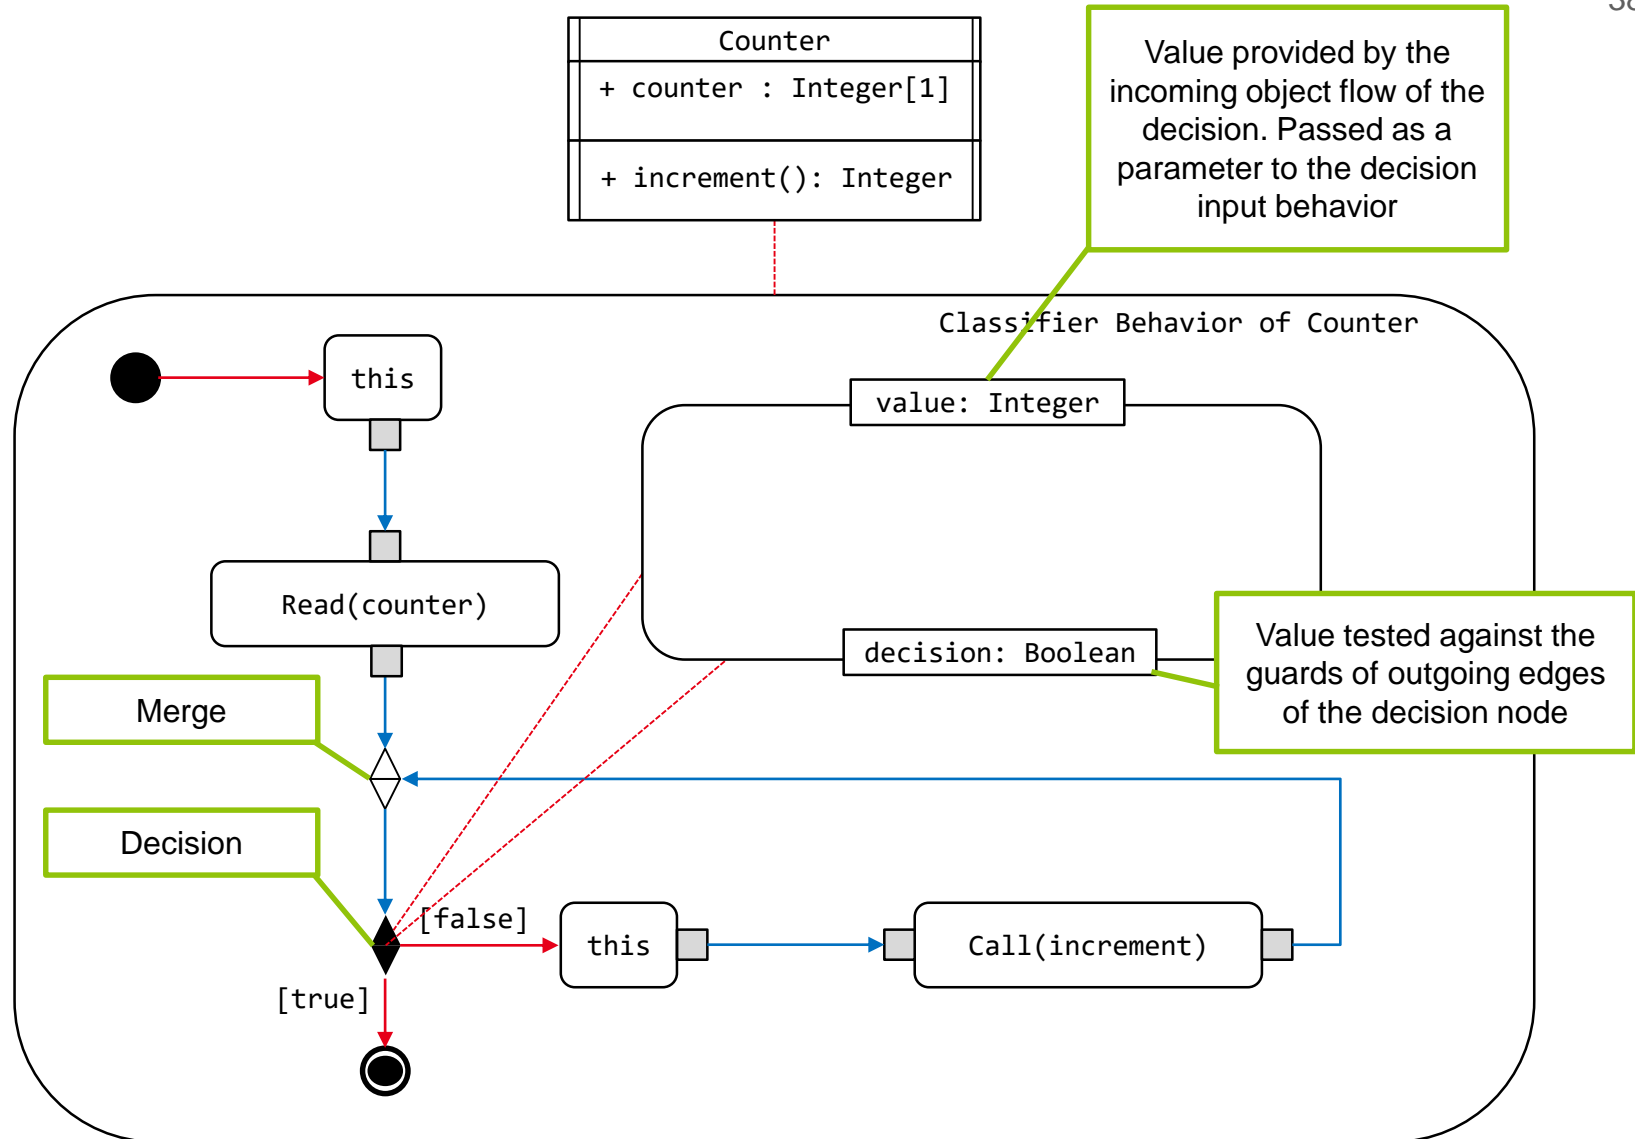 38
Counter
+ counter : Integer[1]
+ increment(): Integer
Value provided by the
incoming object flow of the
decision. Passed as a
parameter to the decision
input behavior
Classifier Behavior of Counter
this
value: Integer
Read(counter)
decision: Boolean
Value tested against the
guards of outgoing edges
of the decision node
Merge
Decision
[false]
this
Call(increment)
[true]